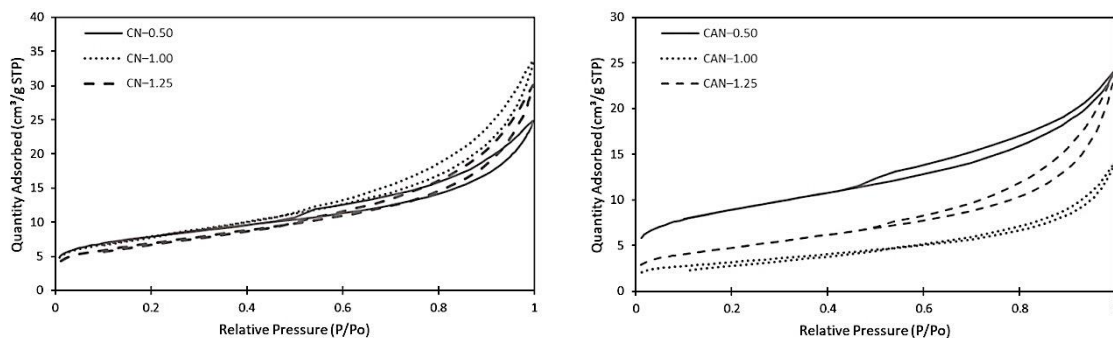 Quantity Adsorbed (cm³/g STP)
40
35
30
25
20
15
10
5
0
CN–0.50
CN–1.00
CN–1.25
0
0.2
0.4
0.6
0.8
1
Relative Pressure (P/Po)
Quantity Adsorbed (cm³/g STP)
30
25
20
15
10
5
0
CAN–0.50
CAN–1.00
CAN–1.25
0
0.2
0.4
0.6
0.8
Relative Pressure (P/Po)